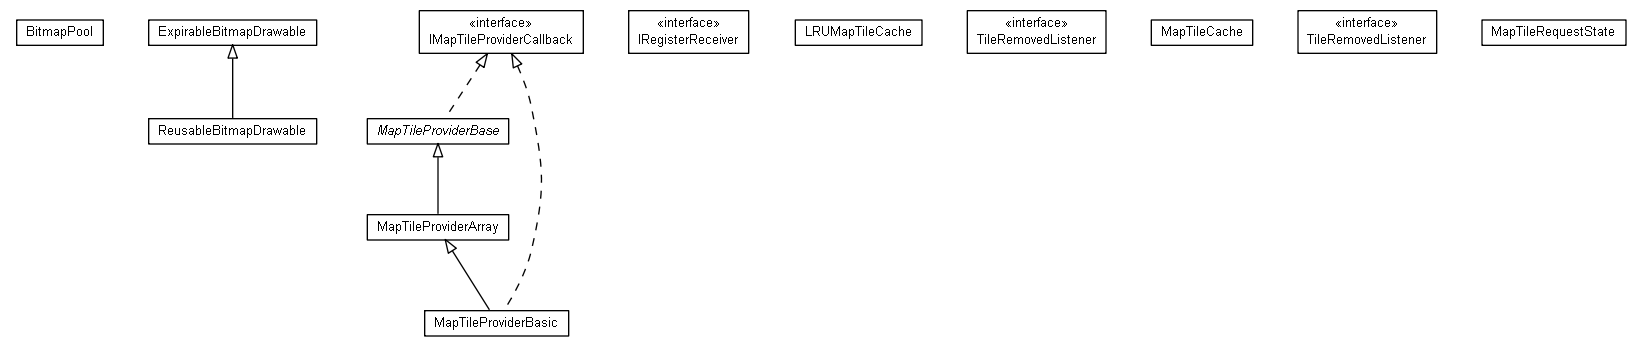 BitmapPool
ExpirableBitmapDrawable
«interface»
IMapTileProviderCallback
«interface»
IRegisterReceiver
LRUMapTileCache
«interface»
TileRemovedListener
MapTileCache
«interface»
TileRemovedListener
MapTileRequestState
ReusableBitmapDrawable
MapTileProviderBase
MapTileProviderArray
MapTileProviderBasic